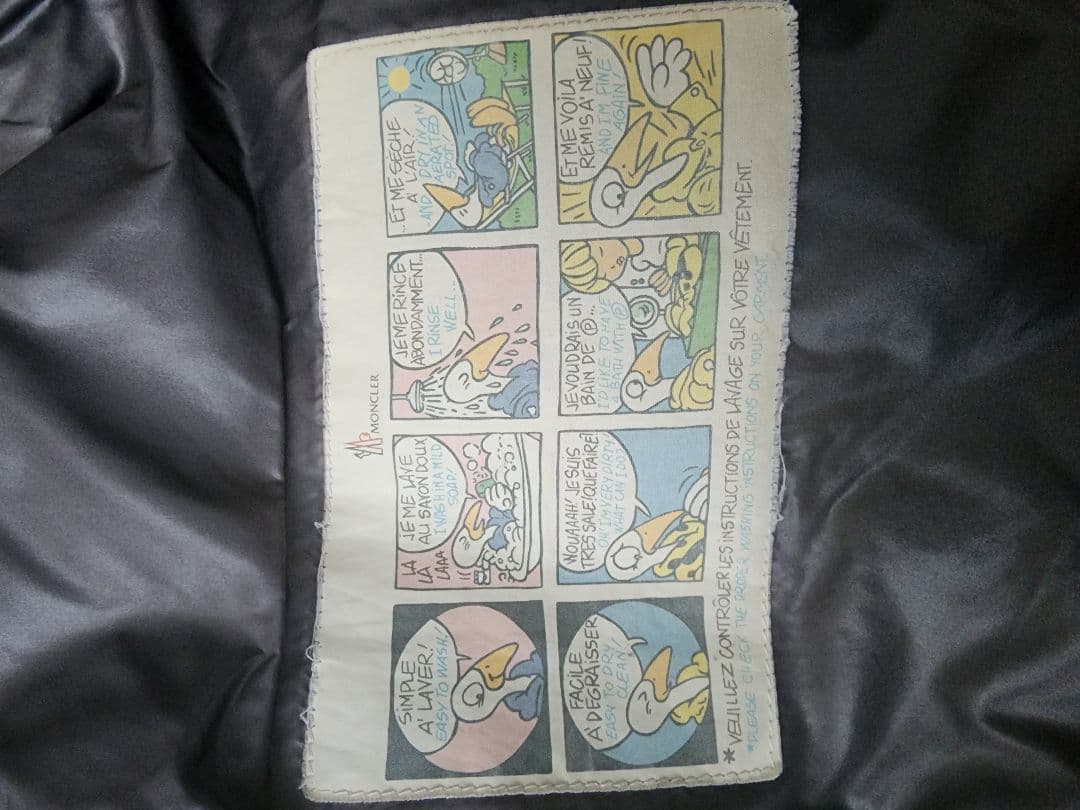 MONCLER
SIMPLE
A' LAVER!
EASY TO WASH!
LA
LA
LAAA
JE ME LAVE
AU SAVON DOUX
I WASH IN A MILD
SOAP!
JE ME RINCE
ABONDAMMENT...
I RINSE
WELL...
..ET ME SÈCHE
A' L'AIR!
AND DRY IN AN
AERATED
SPOT!
FACILE
A' DÉGRAISSER
EASY TO DRY
CLEAN!
WOUAAAH! JE SUIS
TRES SALE! QUE FAIRE?
OH I'M VERY DIRTY!
WHAT CAN I DO?
JE VOUDRAIS UN
BAIN DE Ⓟ...
I'D LIKE TO HAVE
A BATH WITH Ⓟ
ET ME VOILA
REMIS A' NEUF!
AND I'M FINE
AGAIN!
*VEUILLEZ CONTRÔLER LES INSTRUCTIONS DE LAVAGE SUR VOTRE VÊTEMENT.
*PLEASE CHECK THE PROPER WASHING INSTRUCTIONS ON YOUR GARMENT.